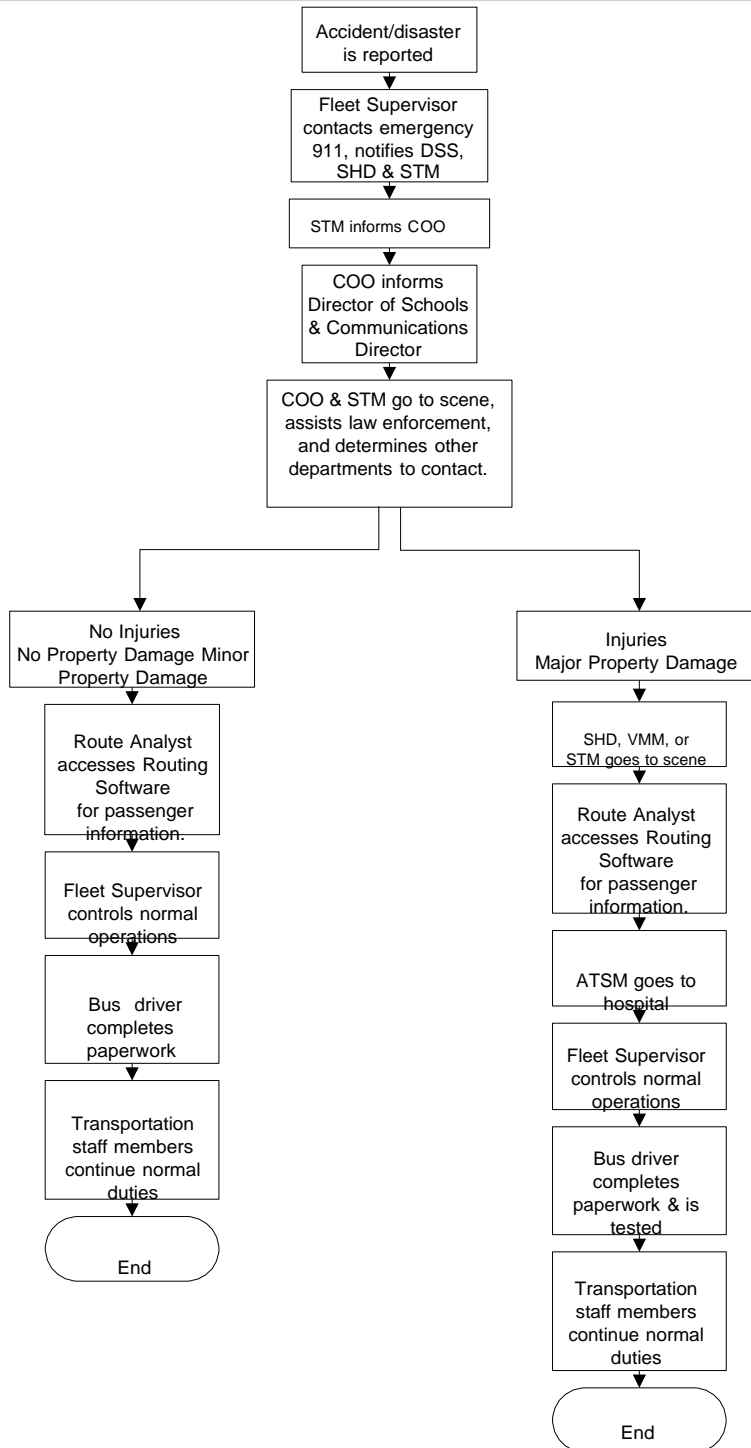 Accident/disaster
is reported
Fleet Supervisor
contacts emergency
911, notifies DSS,
SHD & STM
STM informs COO
COO informs
Director of Schools
& Communications
Director
COO & STM go to scene,
assists law enforcement,
and determines other
departments to contact.
No Injuries
No Property Damage Minor
Property Damage
Route Analyst
accesses Routing
Software
for passenger
information.
Fleet Supervisor
controls normal
operations
Bus driver
completes
paperwork
Transportation
staff members
continue normal
duties
End
Injuries
Major Property Damage
SHD, VMM, or
STM goes to scene
Route Analyst
accesses Routing
Software
for passenger
information.
ATSM goes to
hospital
Fleet Supervisor
controls normal
operations
Bus driver
completes
paperwork & is
tested
Transportation
staff members
continue normal
duties
End